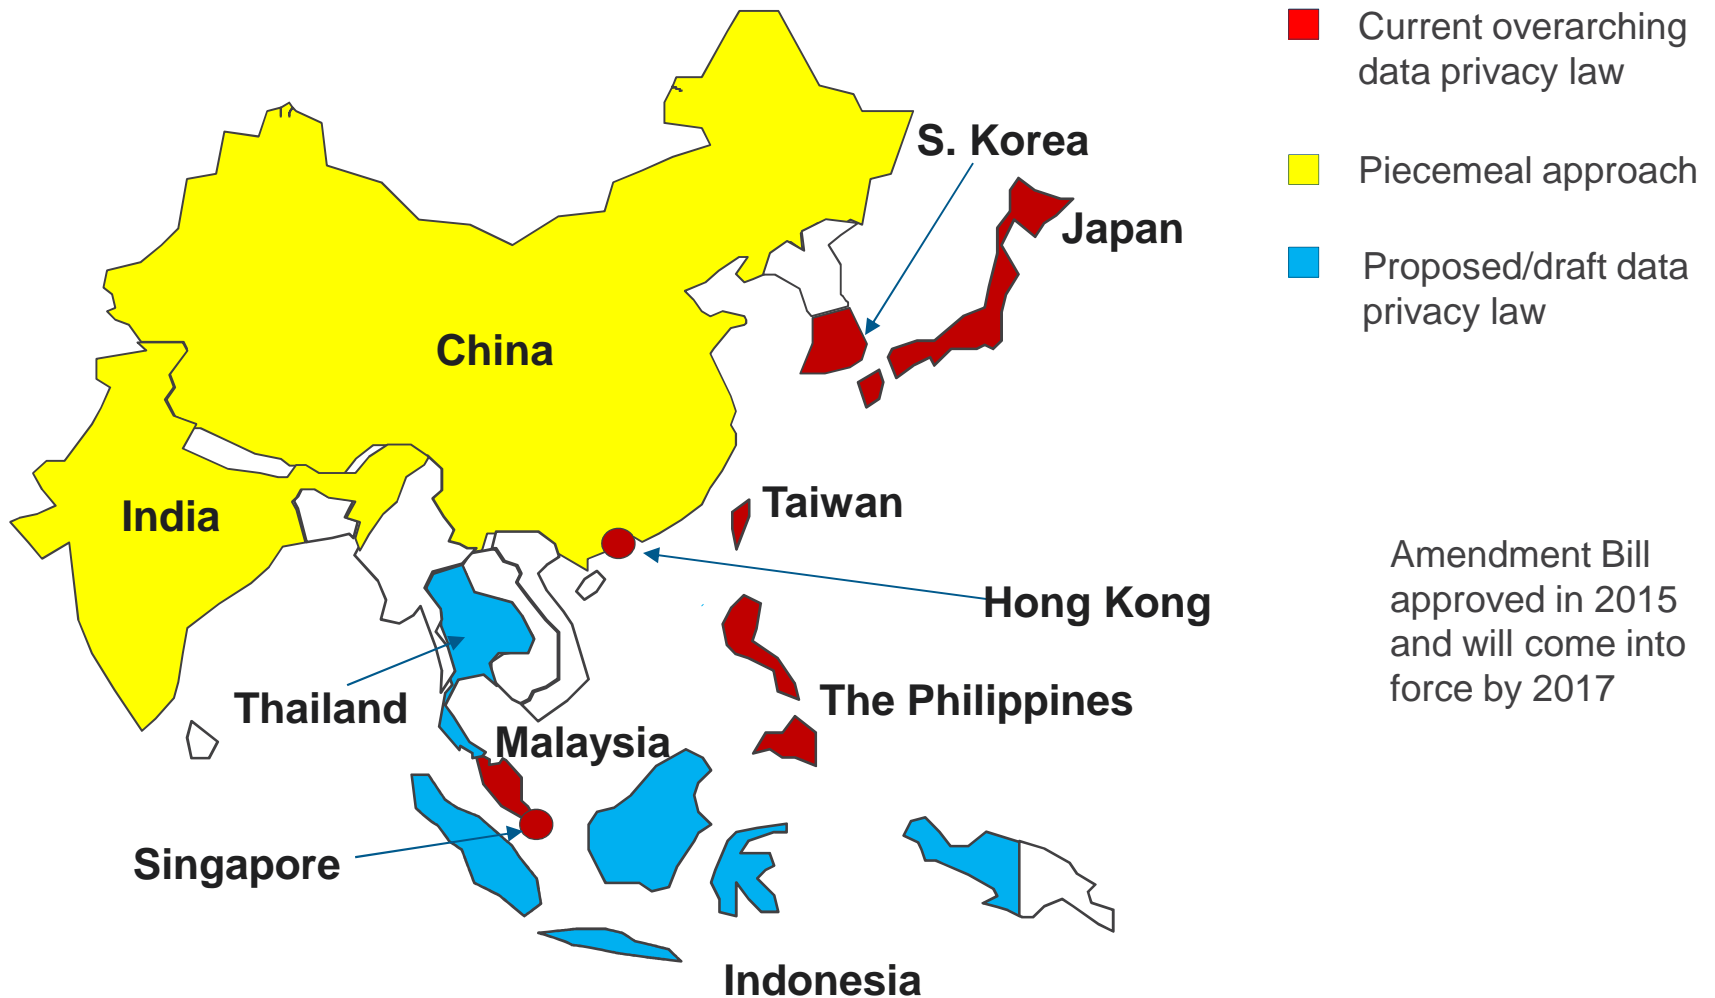 Current overarching
data privacy law
Piecemeal approach
Proposed/draft data
privacy law
S. Korea
Japan
China
India
Taiwan
Hong Kong
Thailand
Malaysia
The Philippines
Singapore
Indonesia
Amendment Bill
approved in 2015
and will come into
force by 2017